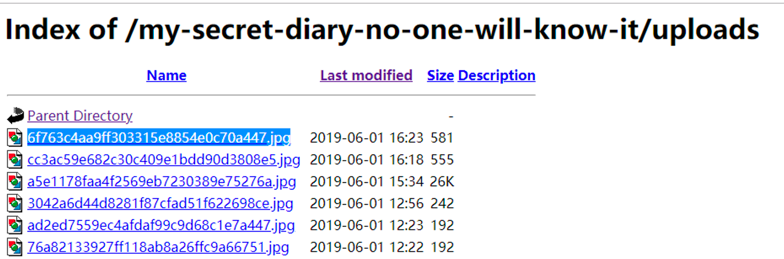 Index of /my-secret-diary-no-one-will-know-it/uploads
Name Last modified Size Description
Parent Directory -
6f763c4aa9ff303315e8854e0c70a447.jpg 2019-06-01 16:23 581
cc3ac59e682c30c409e1bdd90d3808e5.jpg 2019-06-01 16:18 555
a5e1178faa4f2569eb7230389e75276a.jpg 2019-06-01 15:34 26K
3042a6d44d8281f87cfad51f622698ce.jpg 2019-06-01 12:56 242
ad2ed7559ec4afdaf99c9d68c1e7a447.jpg 2019-06-01 12:23 192
76a82133927ff118ab8a26ffc9a66751.jpg 2019-06-01 12:22 192